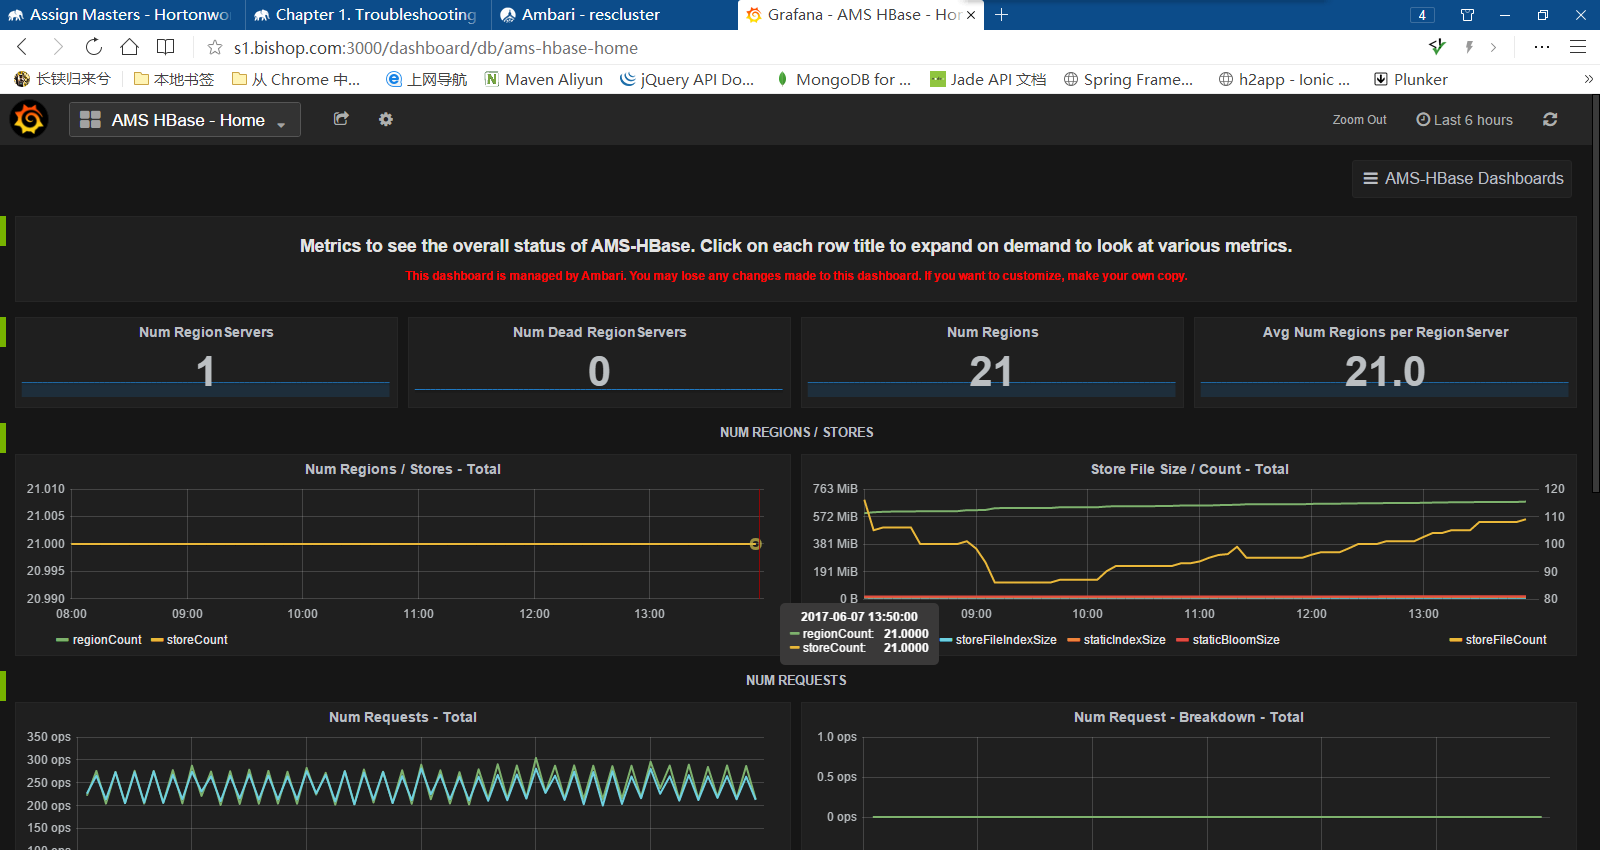 Assign Masters - Hortonwo
Chapter 1. Troubleshooting
Ambari - rescluster
Grafana - AMS HBase - Hor
4
s1.bishop.com:3000/dashboard/db/ams-hbase-home
长铗归来兮
本地书签
从 Chrome 中...
上网导航
Maven Aliyun
jQuery API Do...
MongoDB for ...
Jade API 文档
Spring Frame...
h2app - Ionic ...
Plunker
»
AMS HBase - Home
Zoom Out
Last 6 hours
AMS-HBase Dashboards
Metrics to see the overall status of AMS-HBase. Click on each row title to expand on demand to look at various metrics.
This dashboard is managed by Ambari. You may lose any changes made to this dashboard. If you want to customize, make your own copy.
Num RegionServers
1
Num Dead RegionServers
0
Num Regions
21
Avg Num Regions per RegionServer
21.0
NUM REGIONS / STORES
Num Regions / Stores - Total
21.010
21.005
21.000
20.995
20.990
08:00 09:00 10:00 11:00 12:00 13:00
regionCount storeCount
Store File Size / Count - Total
763 MiB
572 MiB
381 MiB
191 MiB
0 B
120
110
100
90
80
09:00 10:00 11:00 12:00 13:00
storeFileIndexSize staticIndexSize staticBloomSize storeFileCount
2017-06-07 13:50:00
regionCount: 21.0000
storeCount: 21.0000
NUM REQUESTS
Num Requests - Total
350 ops
300 ops
250 ops
200 ops
150 ops
100 ops
Num Request - Breakdown - Total
1.0 ops
0.5 ops
0 ops